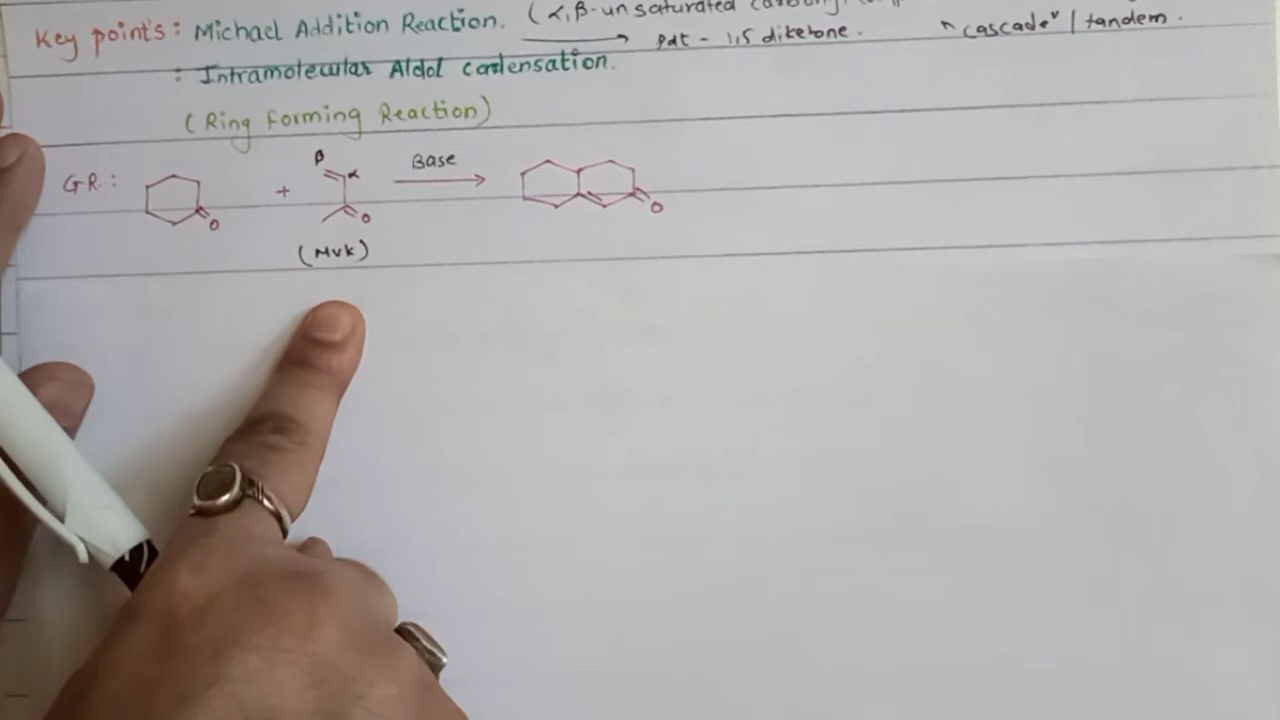 Key point's : Michael Addition Reaction. (α,β-unsaturated
Pdt - 1,5 diketone. "cascade" / tandem.
: Intramolecular Aldol condensation.
(Ring Forming Reaction)
G.R. : + β α Base
O O O
(MVK)